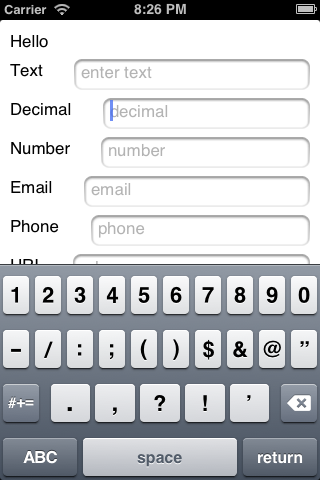 Carrier 8:26 PM
Hello
Text enter text
Decimal decimal
Number number
Email email
Phone phone
URL
1 2 3 4 5 6 7 8 9 0
- / : ; ( ) $ & @ "
#+= . , ? ! '
ABC space return